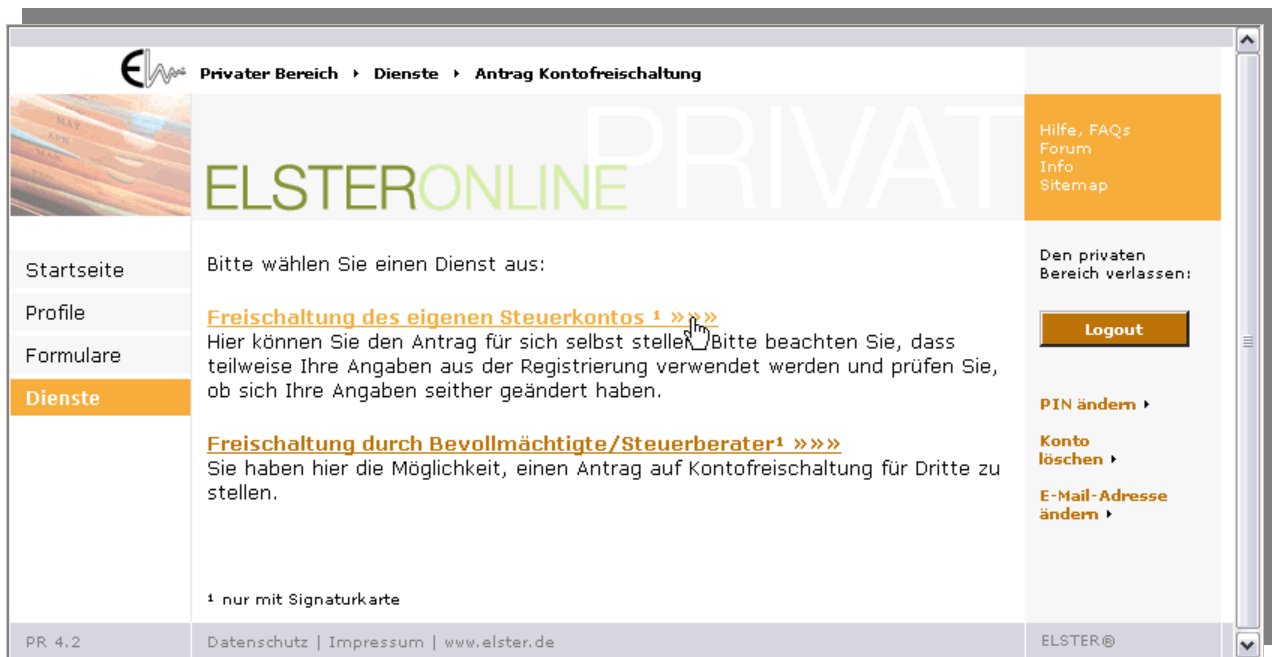 Privater Bereich ▸ Dienste ▸ Antrag Kontofreischaltung
MAY
APR
MAR
PRIVAT
ELSTERONLINE
Hilfe, FAQs
Forum
Info
Sitemap
Startseite
Profile
Formulare
Dienste
Bitte wählen Sie einen Dienst aus:
Freischaltung des eigenen Steuerkontos ¹ »»»
Hier können Sie den Antrag für sich selbst stellen. Bitte beachten Sie, dass
teilweise Ihre Angaben aus der Registrierung verwendet werden und prüfen Sie,
ob sich Ihre Angaben seither geändert haben.
Freischaltung durch Bevollmächtigte/Steuerberater¹ »»»
Sie haben hier die Möglichkeit, einen Antrag auf Kontofreischaltung für Dritte zu
stellen.
¹ nur mit Signaturkarte
Den privaten
Bereich verlassen:
Logout
PIN ändern ▸
Konto
löschen ▸
E-Mail-Adresse
ändern ▸
PR 4.2
Datenschutz | Impressum | www.elster.de
ELSTER®